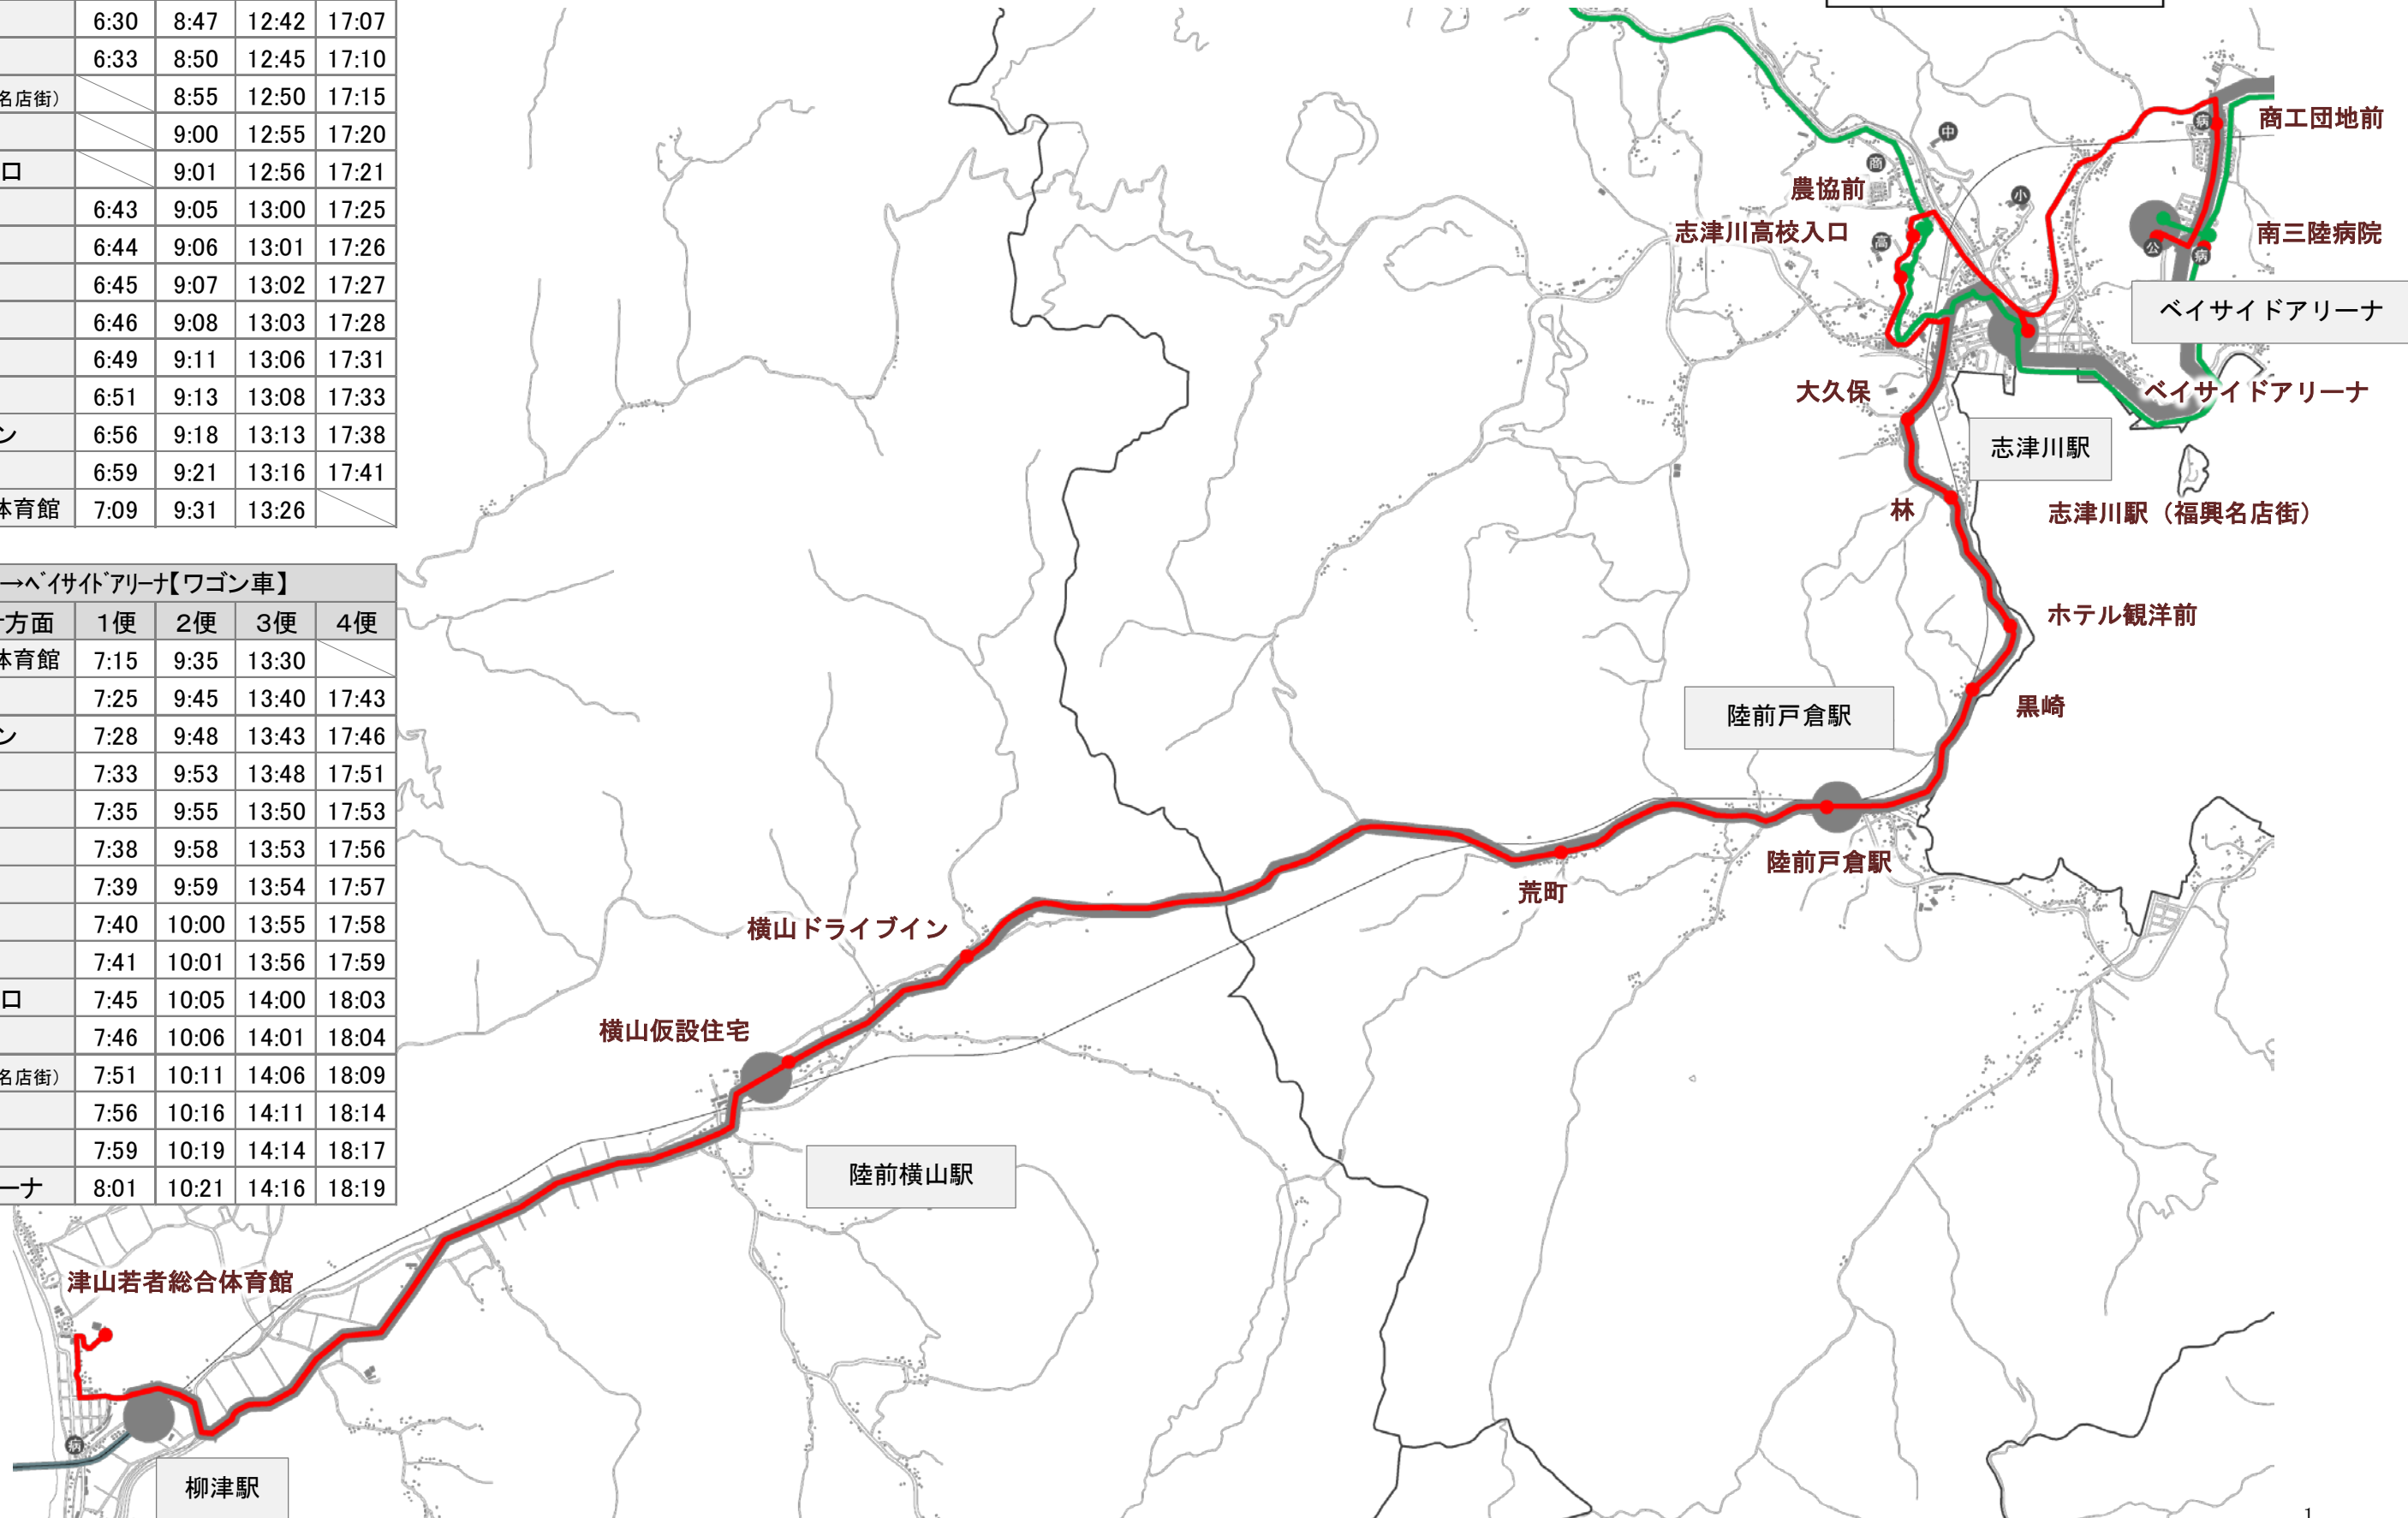 6:30 8:47 12:42 17:07
6:33 8:50 12:45 17:10
名店街） 8:55 12:50 17:15
9:00 12:55 17:20
口 9:01 12:56 17:21
6:43 9:05 13:00 17:25
6:44 9:06 13:01 17:26
6:45 9:07 13:02 17:27
6:46 9:08 13:03 17:28
6:49 9:11 13:06 17:31
6:51 9:13 13:08 17:33
ン 6:56 9:18 13:13 17:38
6:59 9:21 13:16 17:41
体育館 7:09 9:31 13:26
→ﾍﾞｲｻｲﾄﾞｱﾘｰﾅ【ワゴン車】
方面 1便 2便 3便 4便
体育館 7:15 9:35 13:30
7:25 9:45 13:40 17:43
ン 7:28 9:48 13:43 17:46
7:33 9:53 13:48 17:51
7:35 9:55 13:50 17:53
7:38 9:58 13:53 17:56
7:39 9:59 13:54 17:57
7:40 10:00 13:55 17:58
7:41 10:01 13:56 17:59
口 7:45 10:05 14:00 18:03
7:46 10:06 14:01 18:04
名店街） 7:51 10:11 14:06 18:09
7:56 10:16 14:11 18:14
7:59 10:19 14:14 18:17
ーナ 8:01 10:21 14:16 18:19
商工団地前
病
中
商
農協前
小
志津川高校入口
高
南三陸病院
公
病
ベイサイドアリーナ
大久保
ベイサイドアリーナ
志津川駅
林
志津川駅（福興名店街）
ホテル観洋前
黒崎
陸前戸倉駅
陸前戸倉駅
荒町
横山ドライブイン
横山仮設住宅
陸前横山駅
津山若者総合体育館
病
柳津駅
1